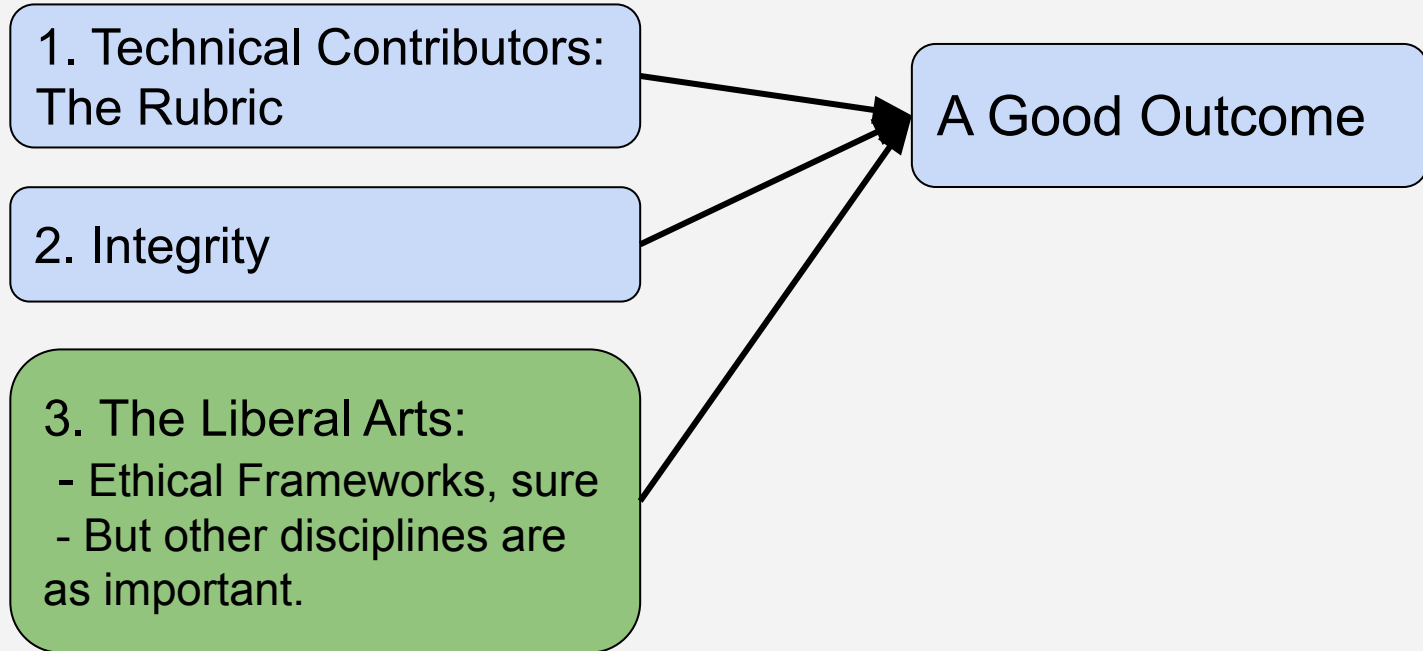 1. Technical Contributors:
The Rubric
A Good Outcome
2. Integrity
3. The Liberal Arts:
- Ethical Frameworks, sure
- But other disciplines are
as important.